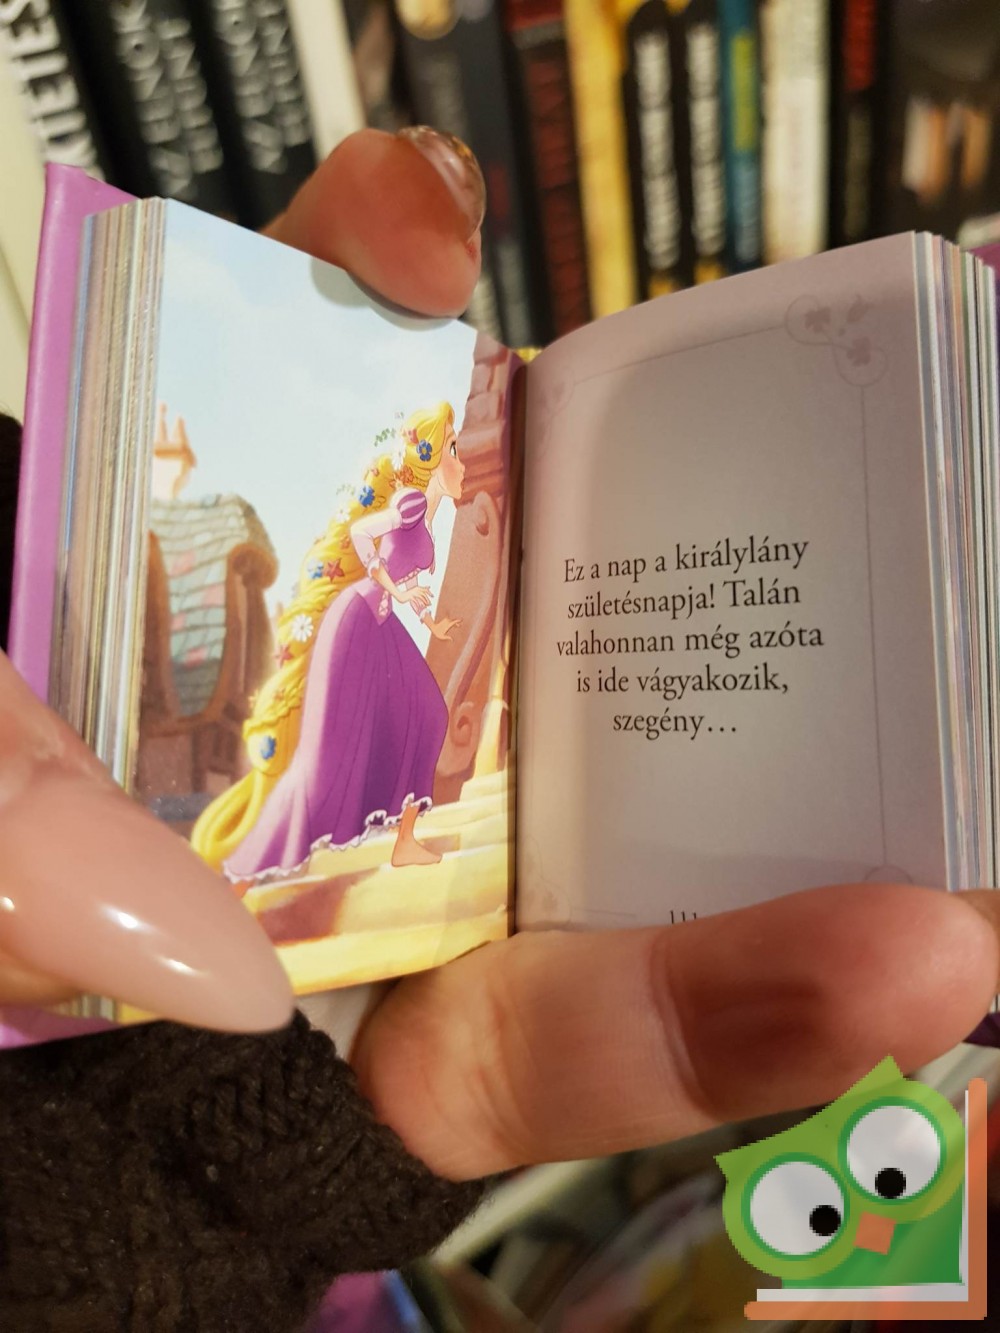 Ez a nap a királylány
születésnapja! Talán
valahonnan még azóta
is ide vágyakozik,
szegény…